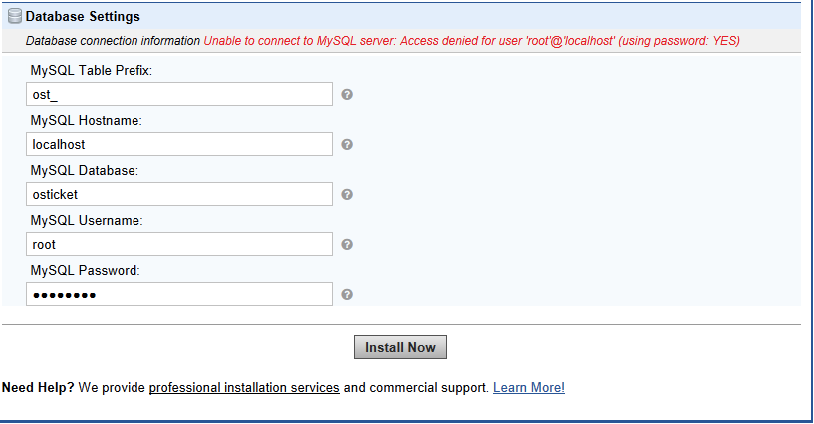 Database Settings
Database connection information Unable to connect to MySQL server: Access denied for user 'root'@'localhost' (using password: YES)
MySQL Table Prefix:
ost_
MySQL Hostname:
localhost
MySQL Database:
osticket
MySQL Username:
root
MySQL Password:
●●●●●●●●
Install Now
Need Help? We provide professional installation services and commercial support. Learn More!